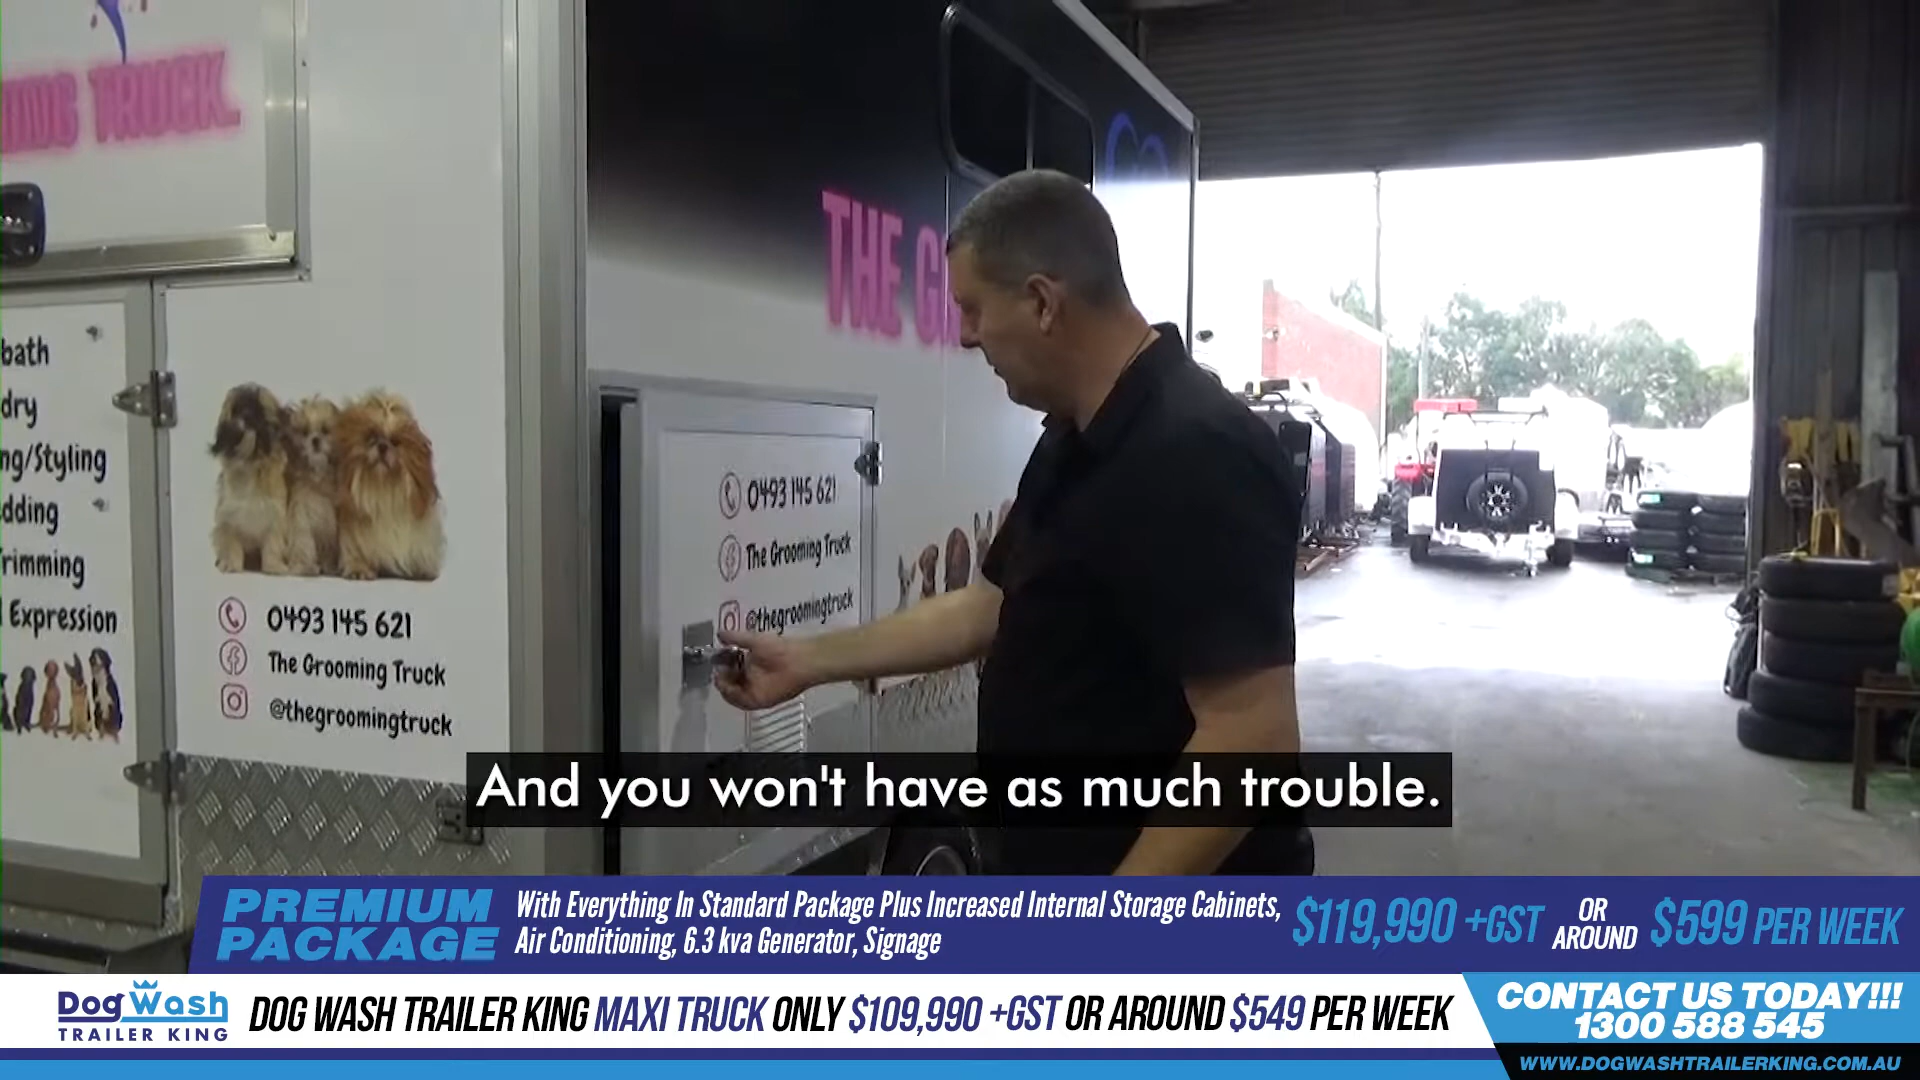 TRUCK.
THE
bath
dry
ng/Styling
dding
rimming
Expression
0493 145 621
The Grooming Truck
@thegroomingtruck
0493 145 621
The Grooming Truck
@thegroomingtruck
And you won't have as much trouble.
PREMIUM
PACKAGE
With Everything In Standard Package Plus Increased Internal Storage Cabinets,
Air Conditioning, 6.3 kva Generator, Signage
$119,990 +GST
OR
AROUND
$599 PER WEEK
Dog Wash
TRAILER KING
DOG WASH TRAILER KING MAXI TRUCK ONLY $109,990 +GST OR AROUND $549 PER WEEK
CONTACT US TODAY!!!
1300 588 545
WWW.DOGWASHTRAILERKING.COM.AU